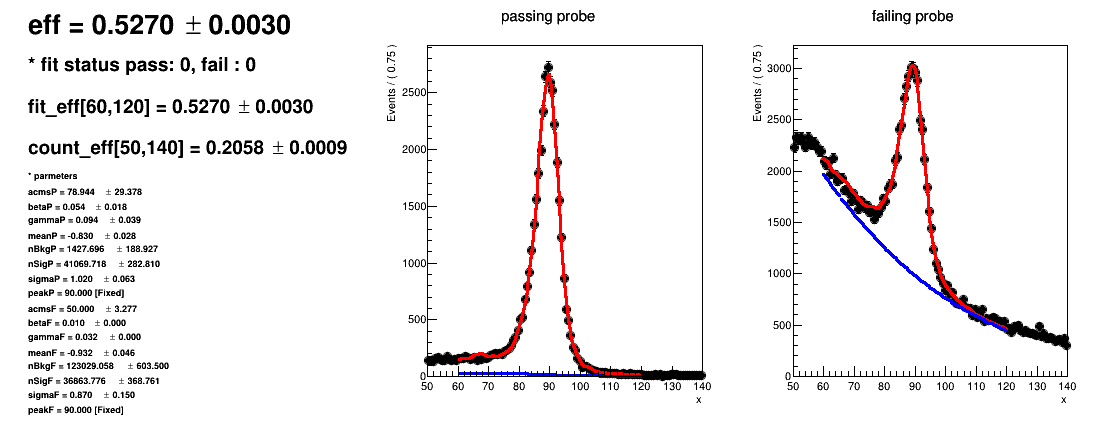 eff = 0.5270 ± 0.0030
* fit status pass: 0, fail : 0
fit_eff[60,120] = 0.5270 ± 0.0030
count_eff[50,140] = 0.2058 ± 0.0009
* parmeters
acmsP = 78.944 ± 29.378
betaP = 0.054 ± 0.018
gammaP = 0.094 ± 0.039
meanP = -0.830 ± 0.028
nBkgP = 1427.696 ± 188.927
nSigP = 41069.718 ± 282.810
sigmaP = 1.020 ± 0.063
peakP = 90.000 [Fixed]
acmsF = 50.000 ± 3.277
betaF = 0.010 ± 0.000
gammaF = 0.032 ± 0.000
meanF = -0.932 ± 0.046
nBkgF = 123029.058 ± 603.500
nSigF = 36863.776 ± 368.761
sigmaF = 0.870 ± 0.150
peakF = 90.000 [Fixed]
passing probe
Events / ( 0.75 )
2500
2000
1500
1000
500
0
50 60 70 80 90 100 110 120 130 140
x
failing probe
Events / ( 0.75 )
3000
2500
2000
1500
1000
500
0
50 60 70 80 90 100 110 120 130 140
x